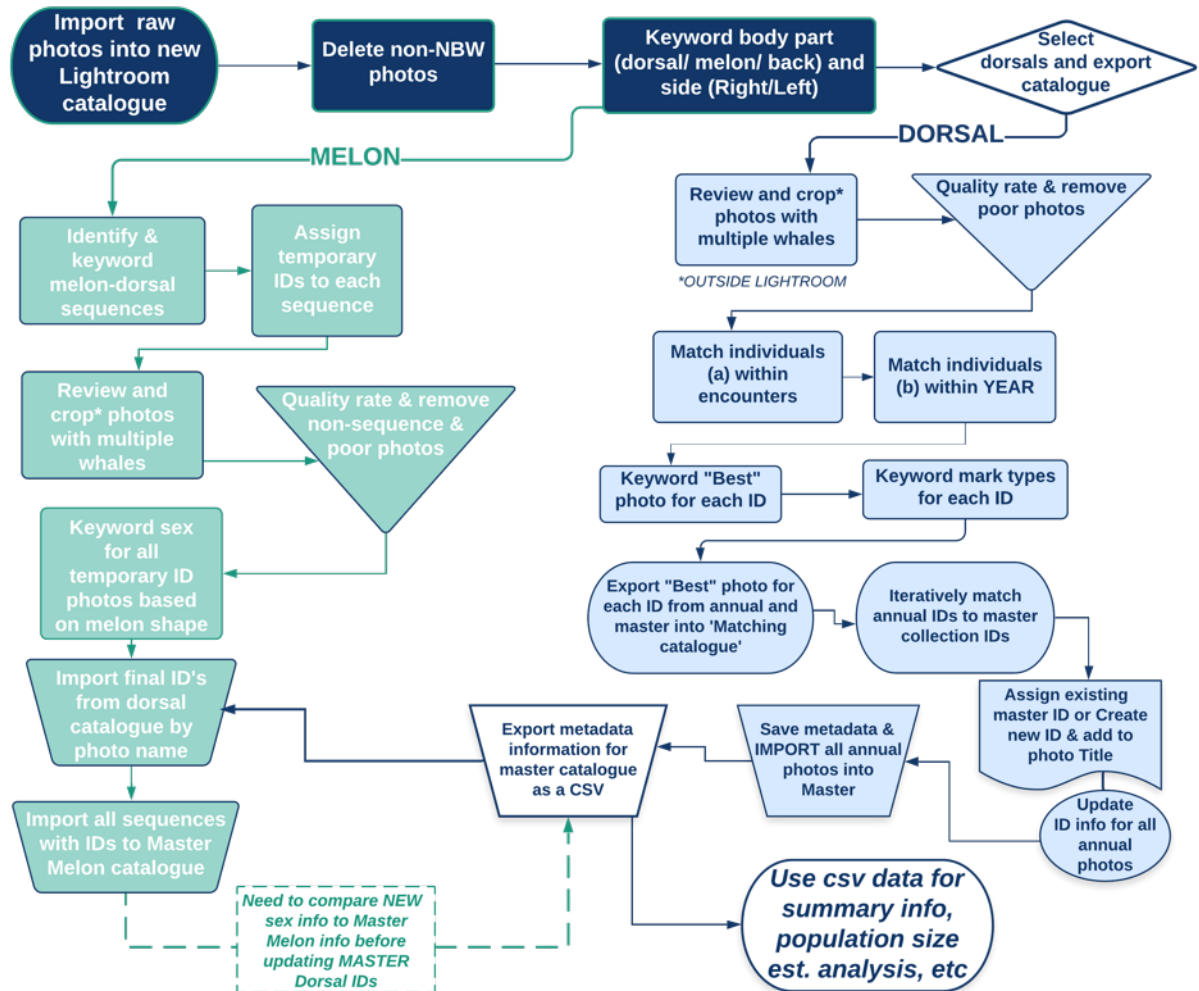 Import raw
photos into new
Lightroom
catalogue
Delete non-NBW
photos
Keyword body part
(dorsal/ melon/ back) and
side (Right/Left)
Select
dorsals and export
catalogue
MELON
DORSAL
Identify &
keyword
melon-dorsal
sequences
Assign
temporary
IDs to each
sequence
Review and crop*
photos with
multiple whales
*OUTSIDE LIGHTROOM
Quality rate & remove
poor photos
Review and
crop* photos
with multiple
whales
Quality rate & remove
non-sequence &
poor photos
Match individuals
(a) within
encounters
Match individuals
(b) within YEAR
Keyword "Best"
photo for each ID
Keyword mark types
for each ID
Keyword sex
for all
temporary ID
photos based
on melon shape
Export "Best" photo for
each ID from annual and
master into 'Matching
catalogue'
Iteratively match
annual IDs to master
collection IDs
Import final ID's
from dorsal
catalogue by
photo name
Export metadata
information for
master catalogue
as a CSV
Save metadata &
IMPORT all annual
photos into
Master
Assign existing
master ID or Create
new ID & add to
photo Title
Update
ID info for all
annual
photos
Import all sequences
with IDs to Master
Melon catalogue
Need to compare NEW
sex info to Master
Melon info before
updating MASTER
Dorsal IDs
Use csv data for
summary info,
population size
est. analysis, etc